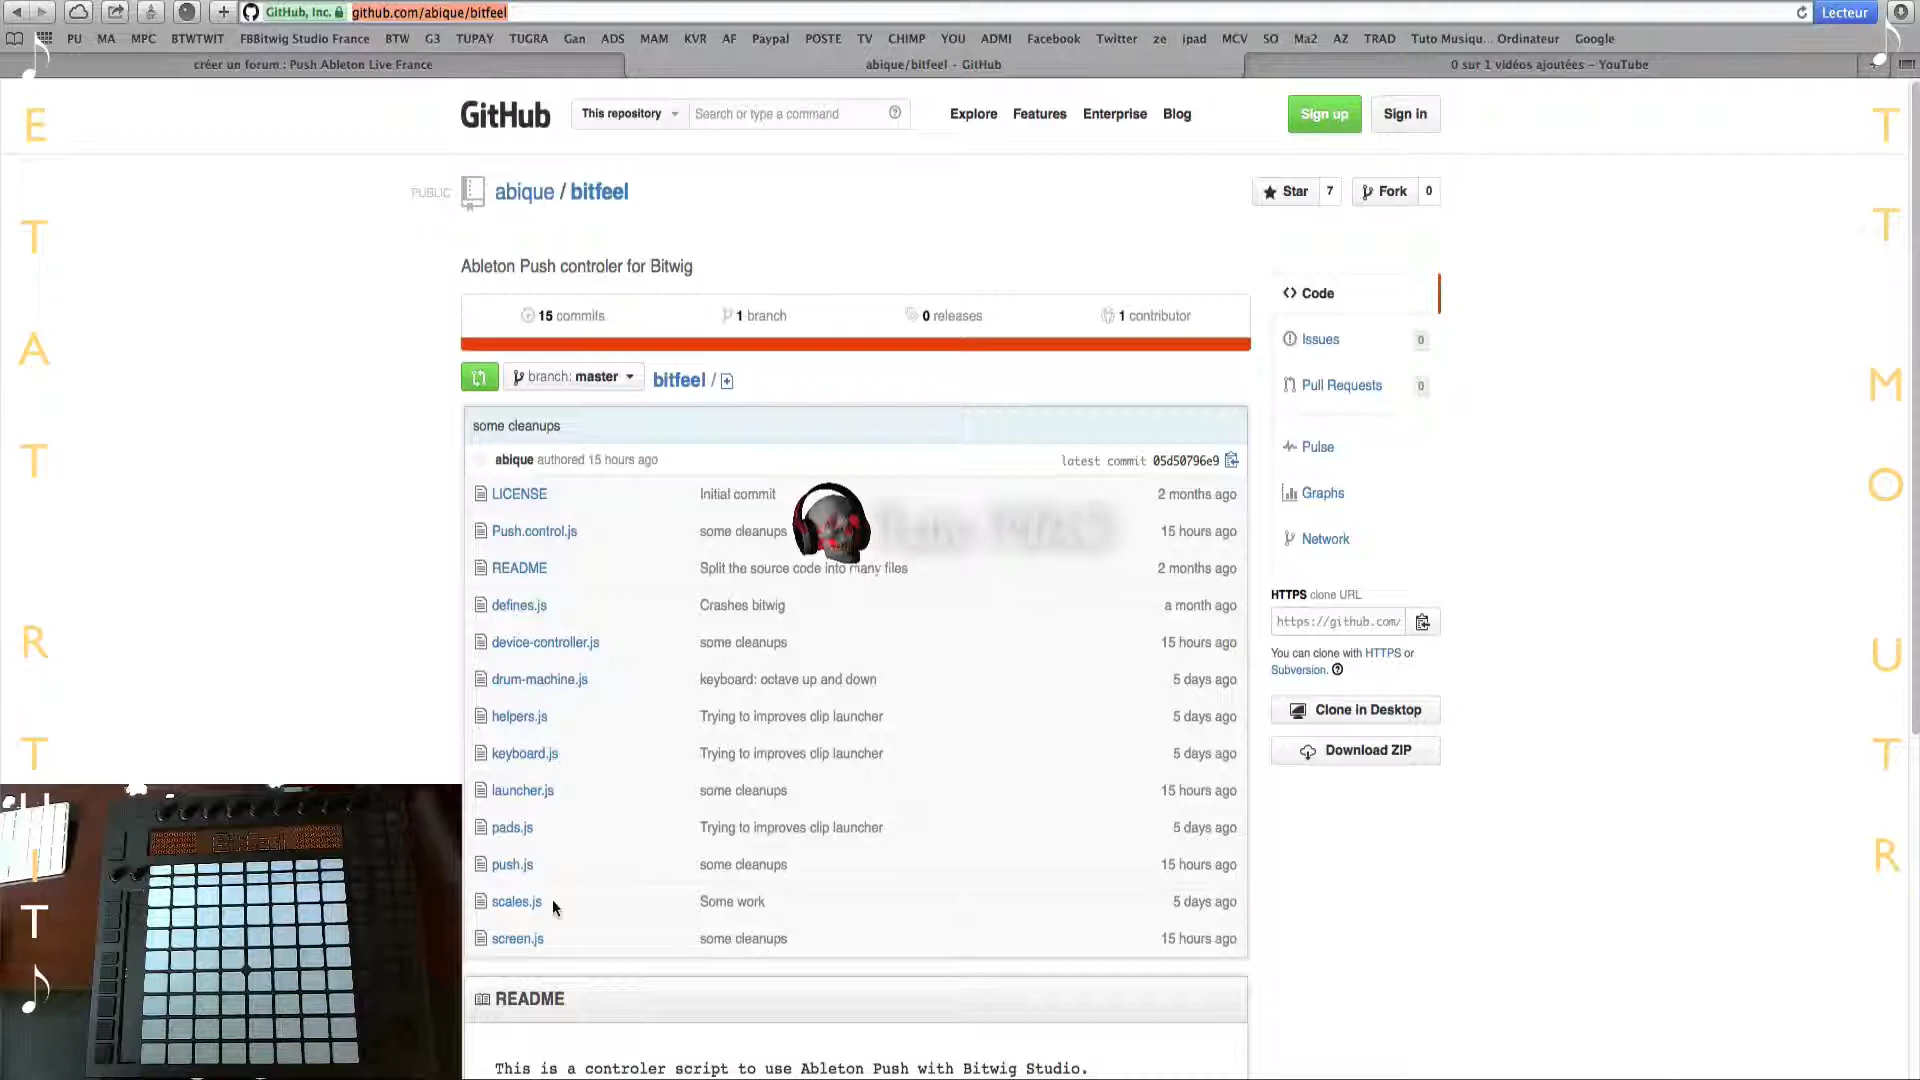 GitHub, Inc. github.com/abique/bitfeel Lecteur
PU MA MPC BTWTWIT FBBitwig Studio France BTW G3 TUPAY TUGRA Gan ADS MAM KVR AF Paypal POSTE TV CHIMP YOU ADMI Facebook Twitter ze ipad MCV SO Ma2 AZ TRAD Tuto Musiqu... Ordinateur Google
créer un forum : Push Ableton Live France abique/bitfeel - GitHub 0 sur 1 vidéos ajoutées – YouTube
GitHub This repository Search or type a command Explore Features Enterprise Blog Sign up Sign in
PUBLIC abique / bitfeel Star 7 Fork 0
Ableton Push controler for Bitwig
15 commits 1 branch 0 releases 1 contributor
branch: master bitfeel /
some cleanups
abique authored 15 hours ago latest commit 05d50796e9
LICENSE Initial commit 2 months ago
Push.control.js some cleanups 15 hours ago
README Split the source code into many files 2 months ago
defines.js Crashes bitwig a month ago
device-controller.js some cleanups 15 hours ago
drum-machine.js keyboard: octave up and down 5 days ago
helpers.js Trying to improves clip launcher 5 days ago
keyboard.js Trying to improves clip launcher 5 days ago
launcher.js some cleanups 15 hours ago
pads.js Trying to improves clip launcher 5 days ago
push.js some cleanups 15 hours ago
scales.js Some work 5 days ago
screen.js some cleanups 15 hours ago
README
This is a controler script to use Ableton Push with Bitwig Studio.
Code
Issues 0
Pull Requests 0
Pulse
Graphs
Network
HTTPS clone URL
https://github.com/
You can clone with HTTPS or
Subversion.
Clone in Desktop
Download ZIP
E
T
A
T
R
T
U
I
T
T
T
M
O
U
T
R